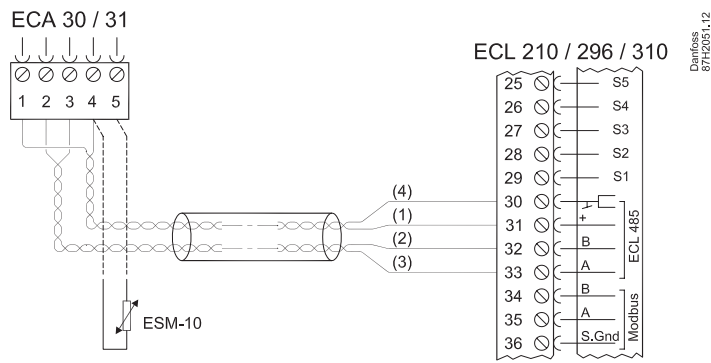 ECA 30 / 31
1 2 3 4 5
ESM-10
(4)
(1)
(2)
(3)
ECL 210 / 296 / 310
25 S5
26 S4
27 S3
28 S2
29 S1
30
31 +
32 B
33 A
34 B
35 A
36 S.Gnd
ECL 485
Modbus
Danfoss
87H2051.12